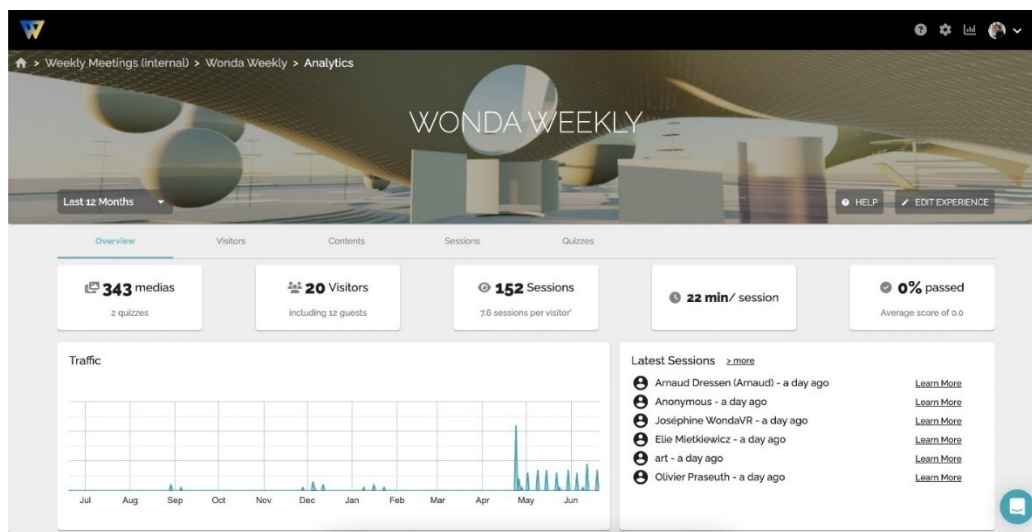 W
> Weekly Meetings (internal) > Wonda Weekly > Analytics
WONDA WEEKLY
Last 12 Months
HELP
EDIT EXPERIENCE
Overview
Visitors
Contents
Sessions
Quizzes
343 medias
2 quizzes
20 Visitors
including 12 guests
152 Sessions
7.6 sessions per visitor'
22 min/ session
0% passed
Average score of 0.0
Traffic
Jul Aug Sep Oct Nov Dec Jan Feb Mar Apr May Jun
Latest Sessions > more
Arnaud Dressen (Arnaud) - a day ago Learn More
Anonymous - a day ago Learn More
Joséphine WondaVR - a day ago Learn More
Elie Mietkiewicz - a day ago Learn More
art - a day ago Learn More
Olivier Praseuth - a day ago Learn More